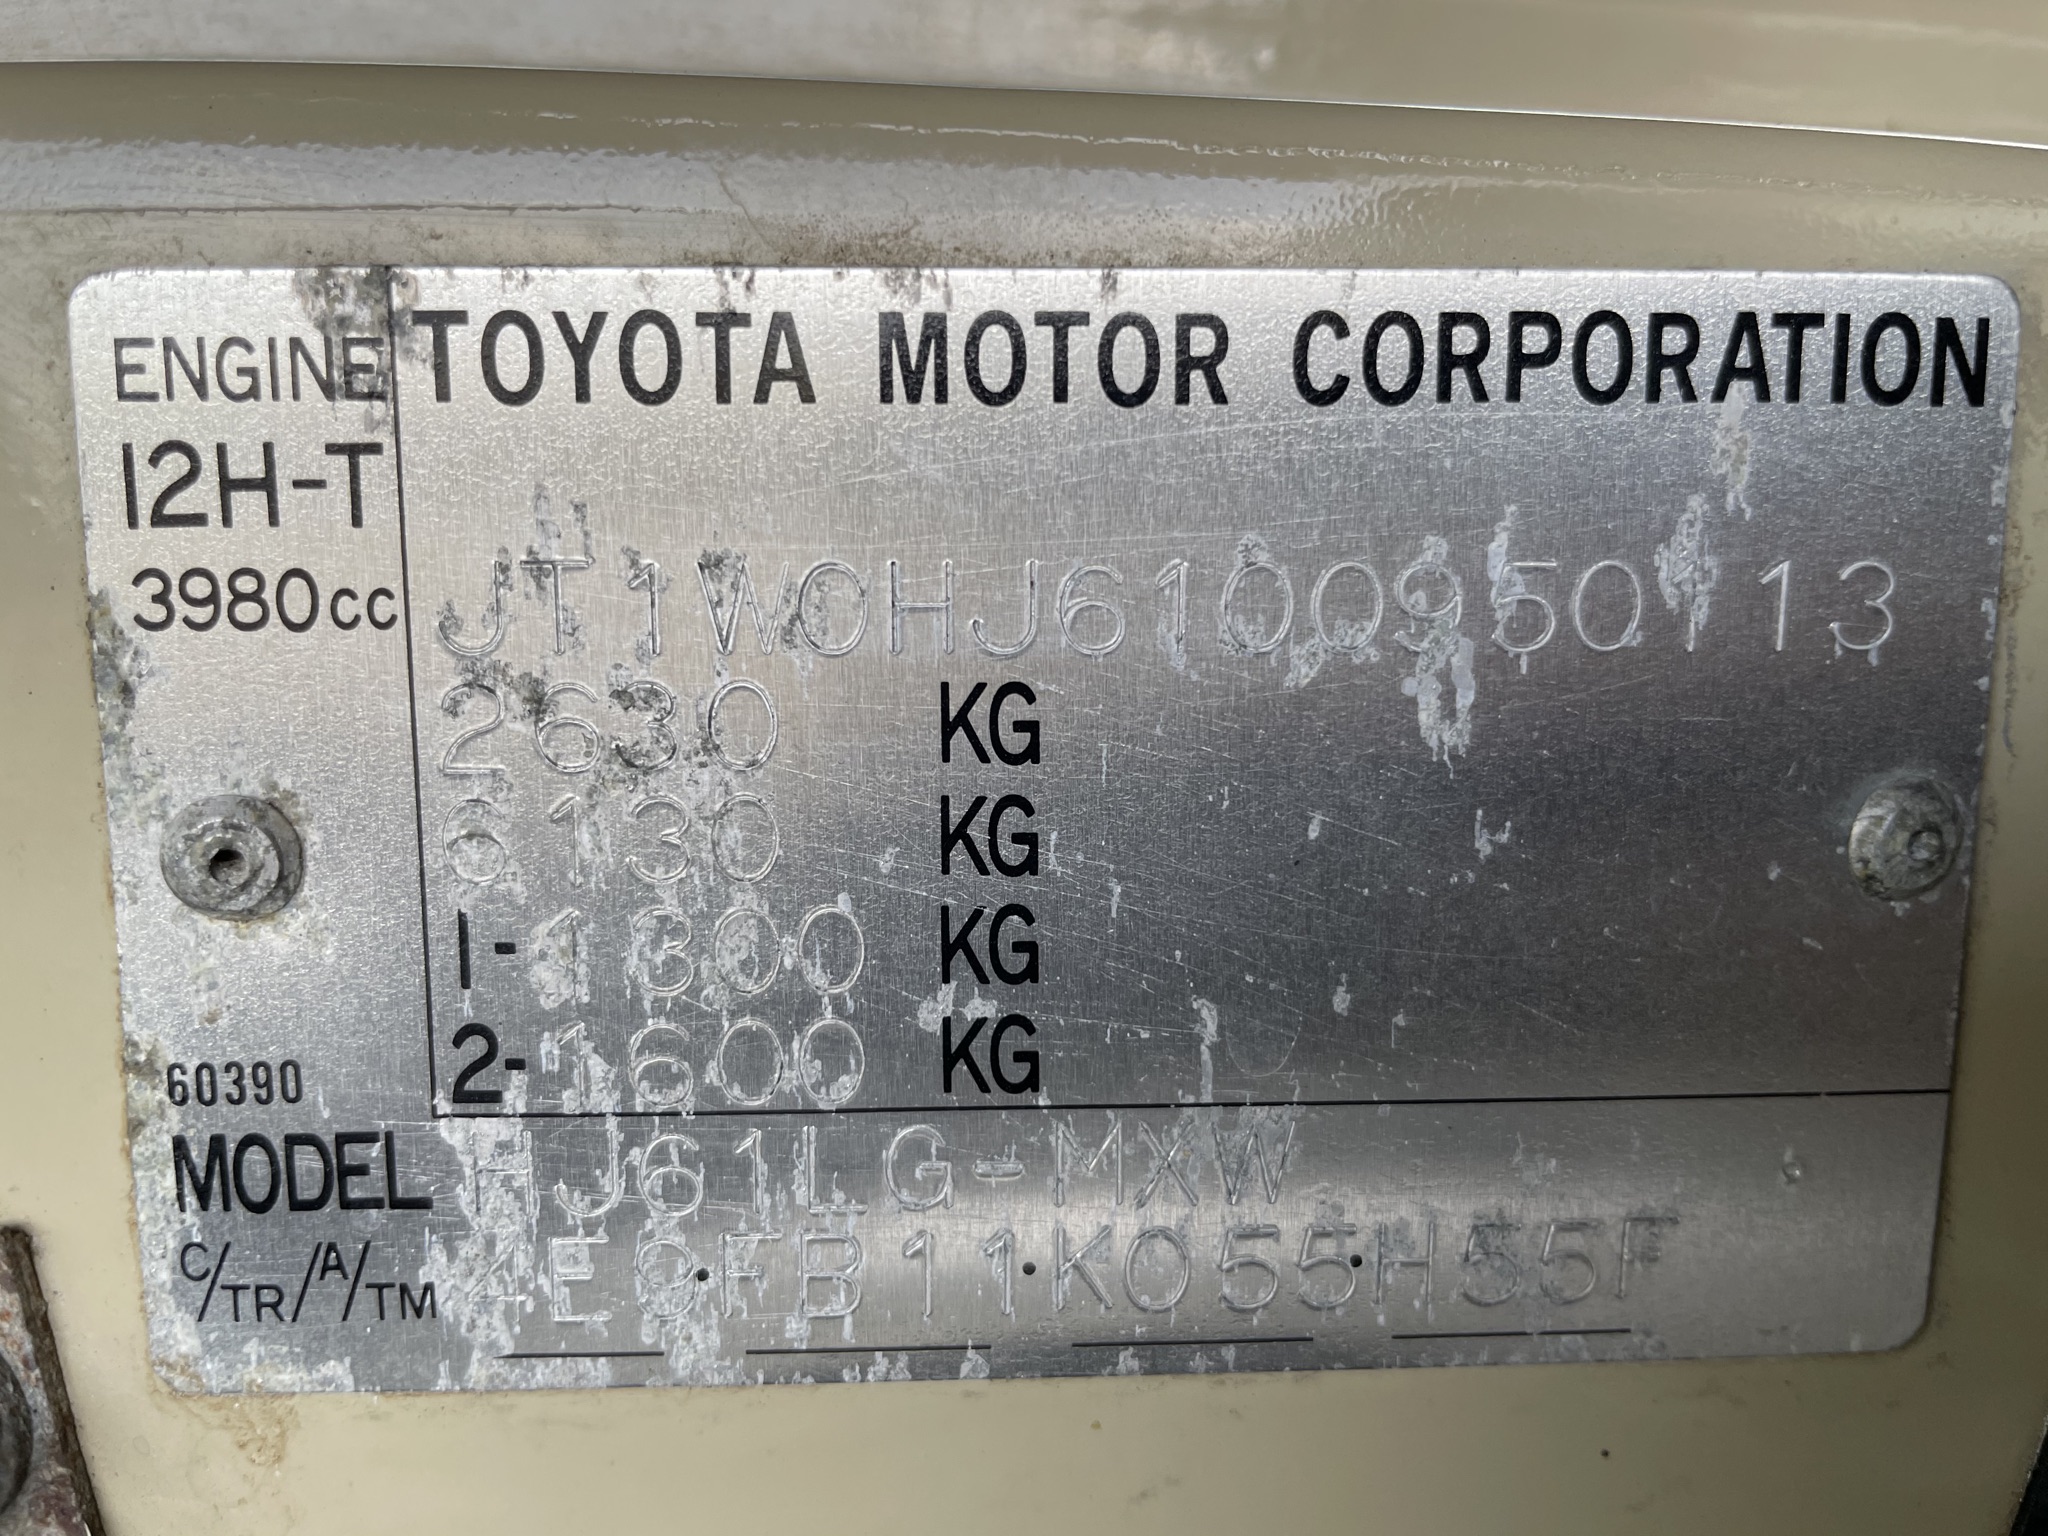 ENGINE
12H-T
3980cc
TOYOTA MOTOR CORPORATION
JT1W0HJ6100950113
2630 KG
6130 KG
1-1300 KG
2-1600 KG
60390
MODEL HJ61LG-MXW
C/TR/A/TM 4E9·FB11·K055·H55F